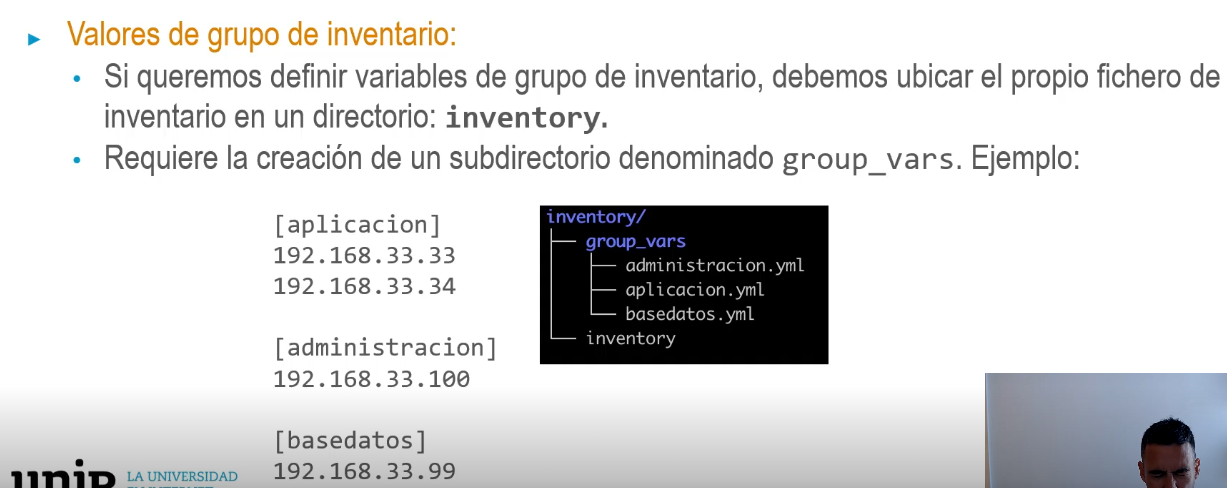 Valores de grupo de inventario:
Si queremos definir variables de grupo de inventario, debemos ubicar el propio fichero de
inventario en un directorio: inventory.
Requiere la creación de un subdirectorio denominado group_vars. Ejemplo:
[aplicacion]
192.168.33.33
192.168.33.34
[administracion]
192.168.33.100
[basedatos]
192.168.33.99
inventory/
group_vars
administracion.yml
aplicacion.yml
basedatos.yml
inventory
unir
LA UNIVERSIDAD